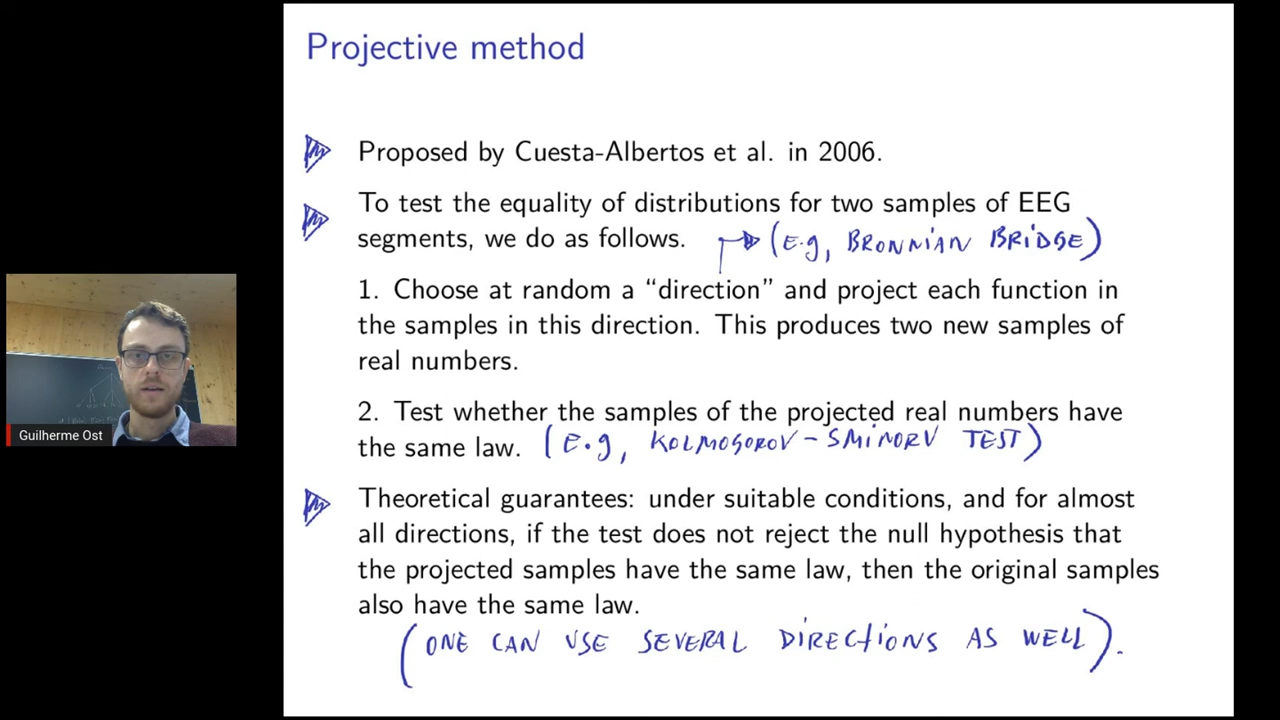 Projective method
Proposed by Cuesta-Albertos et al. in 2006.
To test the equality of distributions for two samples of EEG
segments, we do as follows.
(E.g, BRONNIAN BRIDGE)
1. Choose at random a “direction” and project each function in
the samples in this direction. This produces two new samples of
real numbers.
2. Test whether the samples of the projected real numbers have
the same law.
(E.g, KOLMOGOROV - SMINORV TEST)
Theoretical guarantees: under suitable conditions, and for almost
all directions, if the test does not reject the null hypothesis that
the projected samples have the same law, then the original samples
also have the same law.
(ONE CAN USE SEVERAL DIRECTIONS AS WELL).
Guilherme Ost